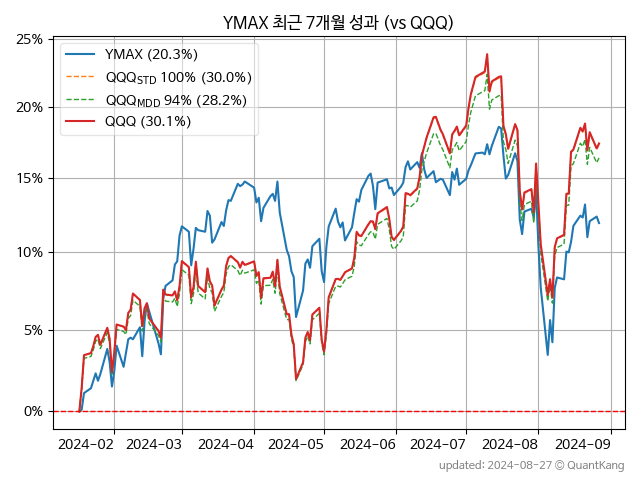 YMAX 최근 7개월 성과 (vs QQQ)
YMAX (20.3%)
QQQSTD 100% (30.0%)
QQQMDD 94% (28.2%)
QQQ (30.1%)
25%
20%
15%
10%
5%
0%
2024-02 2024-03 2024-04 2024-05 2024-06 2024-07 2024-08 2024-09
updated: 2024-08-27 © QuantKang